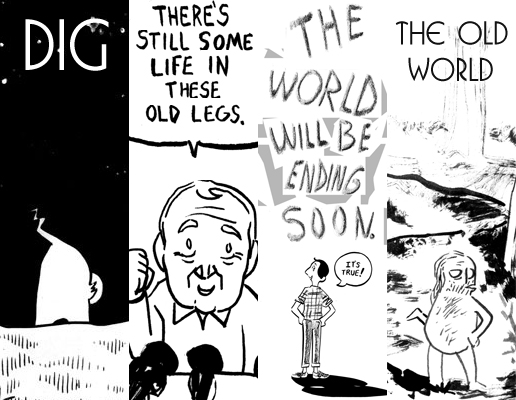 DIG
THERE'S
STILL SOME
LIFE IN
THESE
OLD LEGS.
THE
WORLD
WILL BE
ENDING
SOON.
IT'S
TRUE!
THE OLD
WORLD